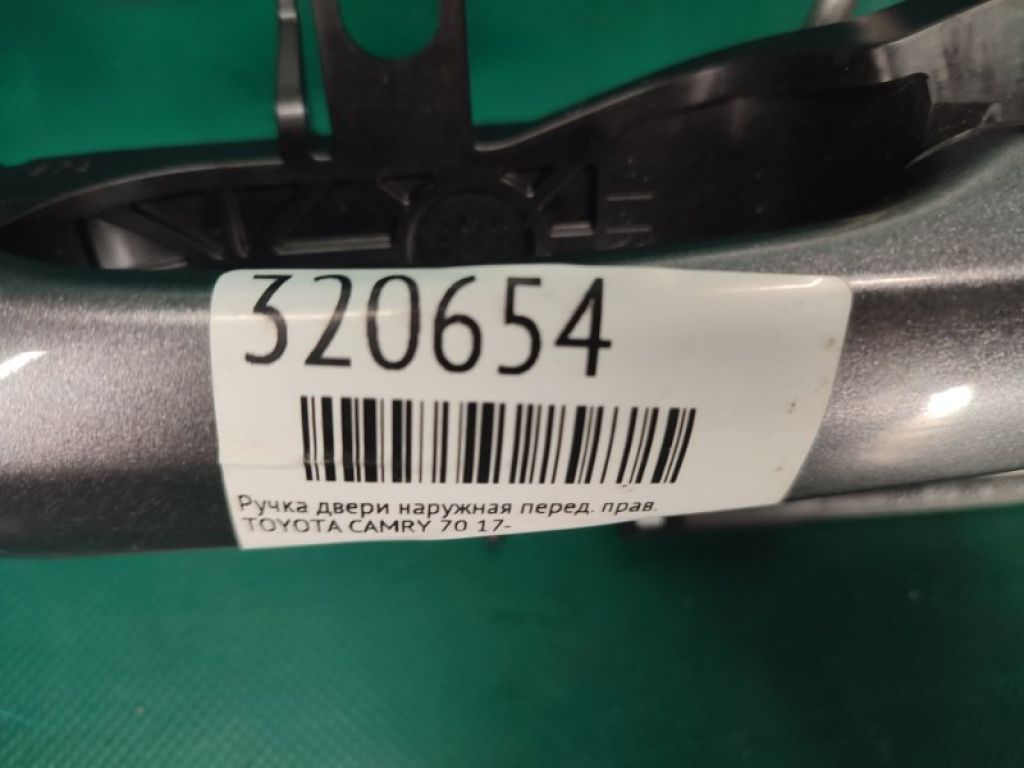 320654
Ручка двери наружная перед. прав.
TOYOTA CAMRY 70 17-